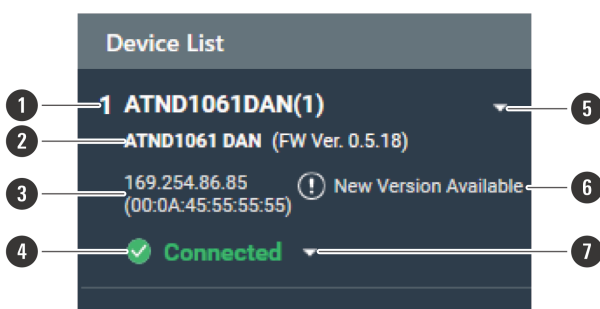 Device List
1 1 ATND1061DAN(1) 5
2 ATND1061 DAN (FW Ver. 0.5.18)
3 169.254.86.85 New Version Available 6
(00:0A:45:55:55:55)
4 Connected 7